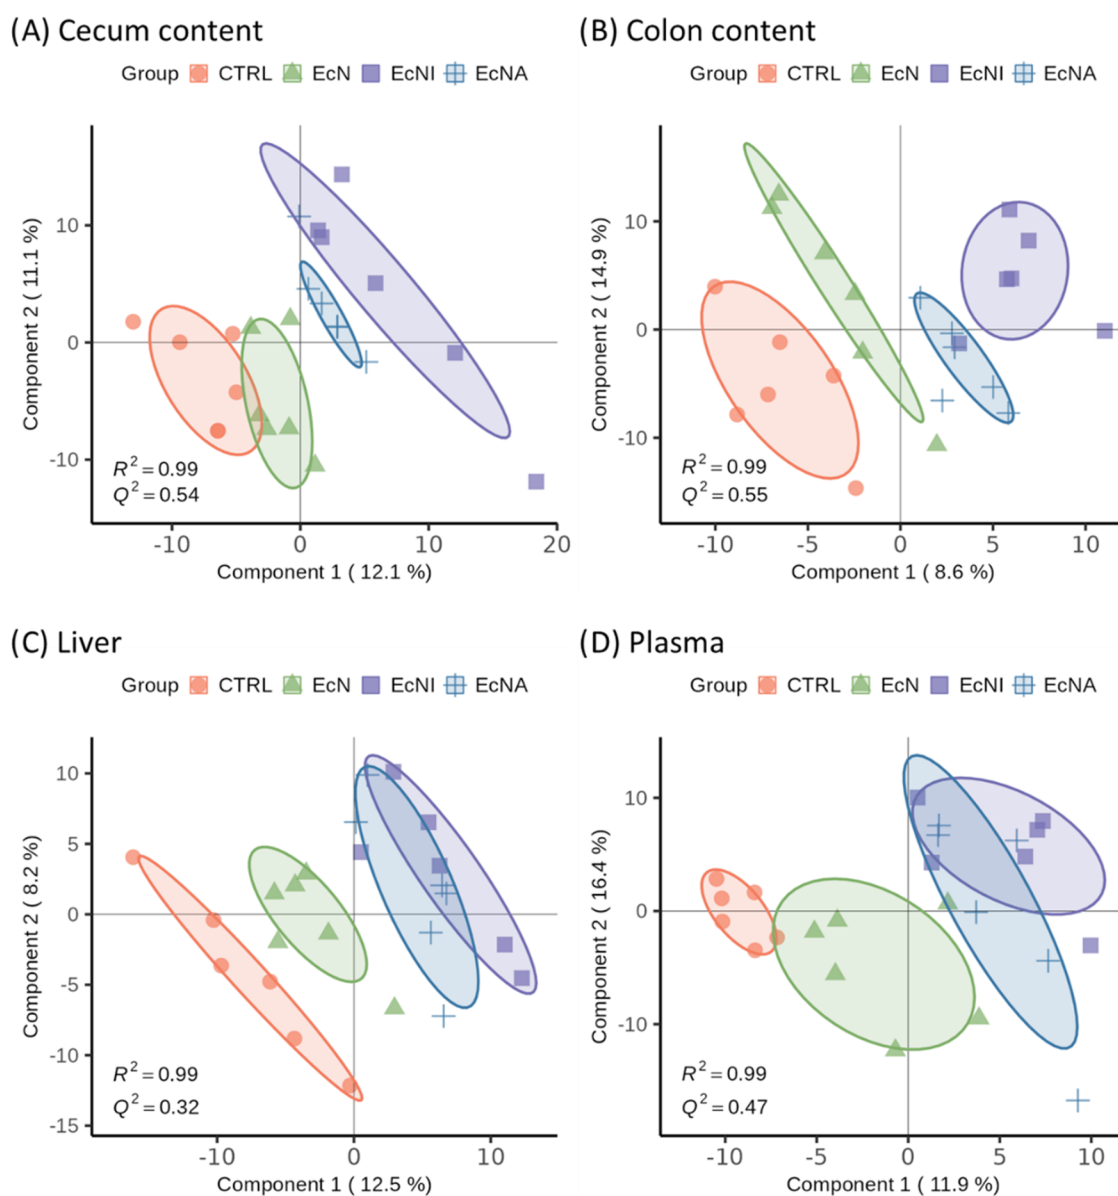 (A) Cecum content
Group CTRL EcN EcNI EcNA
10
0
-10
Component 2 ( 11.1 %)
R² = 0.99
Q² = 0.54
-10 0 10 20
Component 1 ( 12.1 %)
(B) Colon content
Group CTRL EcN EcNI EcNA
10
0
-10
Component 2 ( 14.9 %)
R² = 0.99
Q² = 0.55
-10 -5 0 5 10
Component 1 ( 8.6 %)
(C) Liver
Group CTRL EcN EcNI EcNA
10
5
0
-5
-10
-15
Component 2 ( 8.2 %)
R² = 0.99
Q² = 0.32
-10 0 10
Component 1 ( 12.5 %)
(D) Plasma
Group CTRL EcN EcNI EcNA
10
0
-10
Component 2 ( 16.4 %)
R² = 0.99
Q² = 0.47
-10 -5 0 5 10
Component 1 ( 11.9 %)